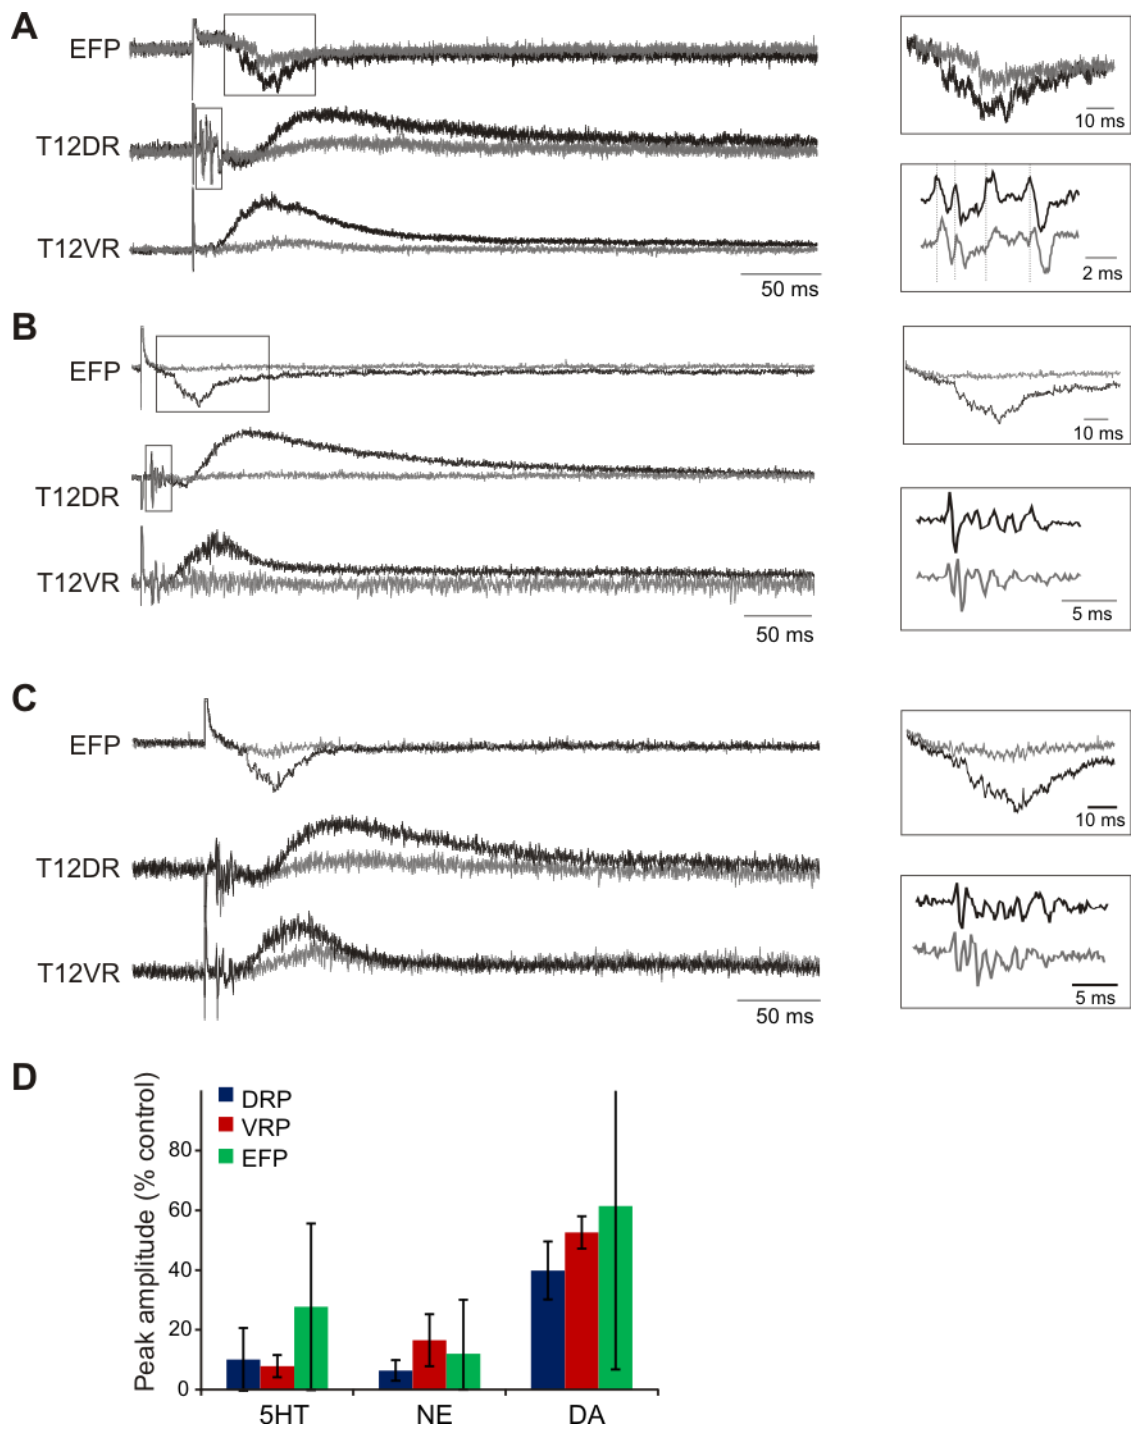 A
EFP
10 ms
T12DR
T12VR
2 ms
50 ms
B
EFP
10 ms
T12DR
T12VR
5 ms
50 ms
C
EFP
10 ms
T12DR
T12VR
5 ms
50 ms
D
Peak amplitude (% control)
DRP
VRP
EFP
80
60
40
20
0
5HT NE DA